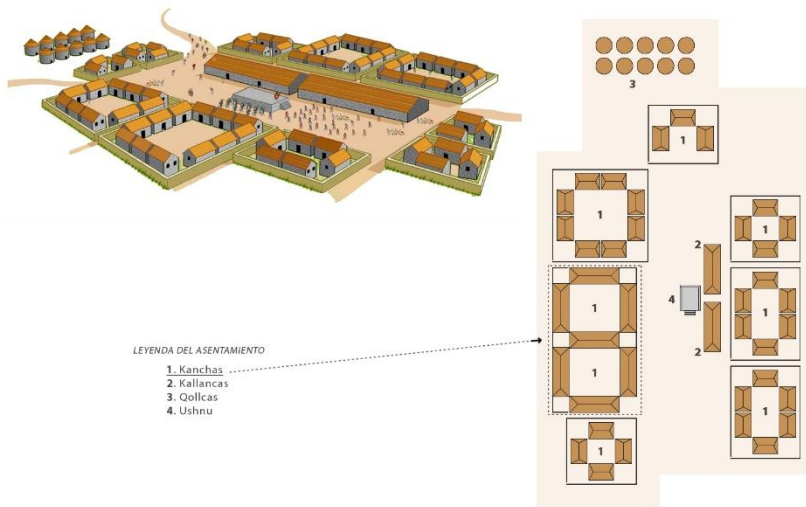 3
1
1
1
2
4
1
1
2
1
1
1
LEYENDA DEL ASENTAMIENTO
1. Kanchas
2. Kallancas
3. Qollcas
4. Ushnu